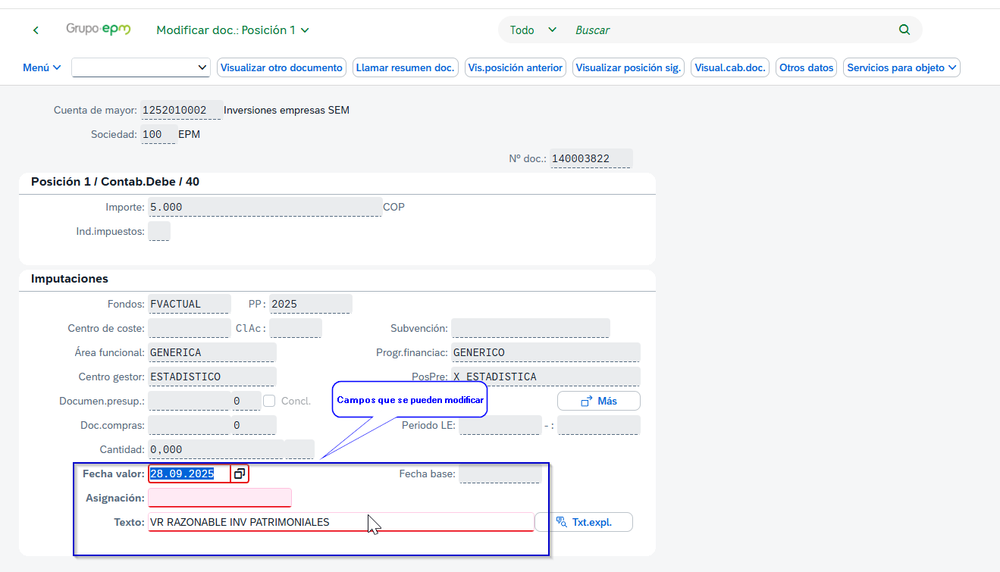 Grupo·epm Modificar doc.: Posición 1 Todo Buscar
Menú Visualizar otro documento Llamar resumen doc. Vis.posición anterior Visualizar posición sig. Visual.cab.doc. Otros datos Servicios para objeto
Cuenta de mayor: 1252010002 Inversiones empresas SEM
Sociedad: 100 EPM
Nº doc.: 140003822
Posición 1 / Contab.Debe / 40
Importe: 5.000 COP
Ind.impuestos:
Imputaciones
Fondos: FVACTUAL PP: 2025
Centro de coste: ClAc: Subvención:
Área funcional: GENERICA Progr.financiac: GENERICO
Centro gestor: ESTADISTICO PosPre: X ESTADISTICA
Documen.presup.: 0 Concl. Campos que se pueden modificar Más
Doc.compras: 0 Periodo LE: - :
Cantidad: 0,000
Fecha valor: 28.09.2025 Fecha base:
Asignación:
Texto: VR RAZONABLE INV PATRIMONIALES Txt.expl.